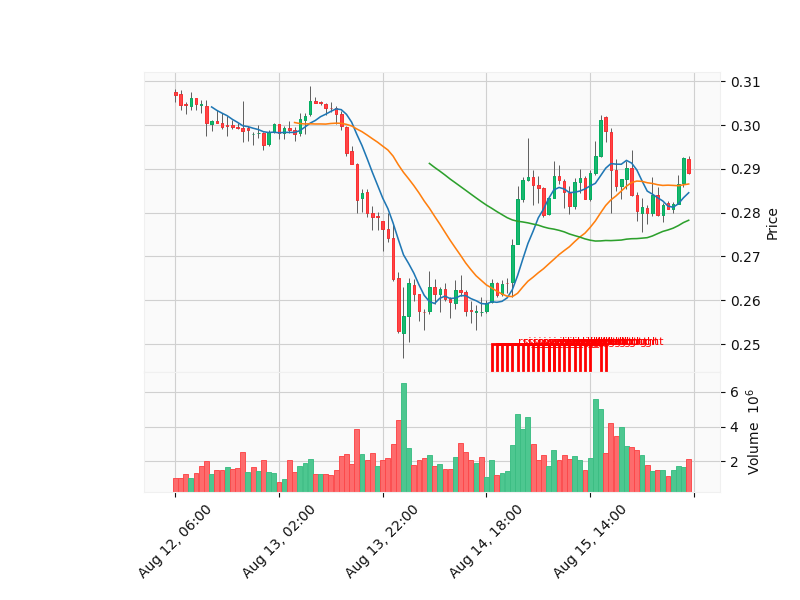 0.31
0.30
0.29
0.28
0.27
0.26
0.25
Price
6
4
2
Volume 10^6
Aug 12, 06:00
Aug 13, 02:00
Aug 13, 22:00
Aug 14, 18:00
Aug 15, 14:00